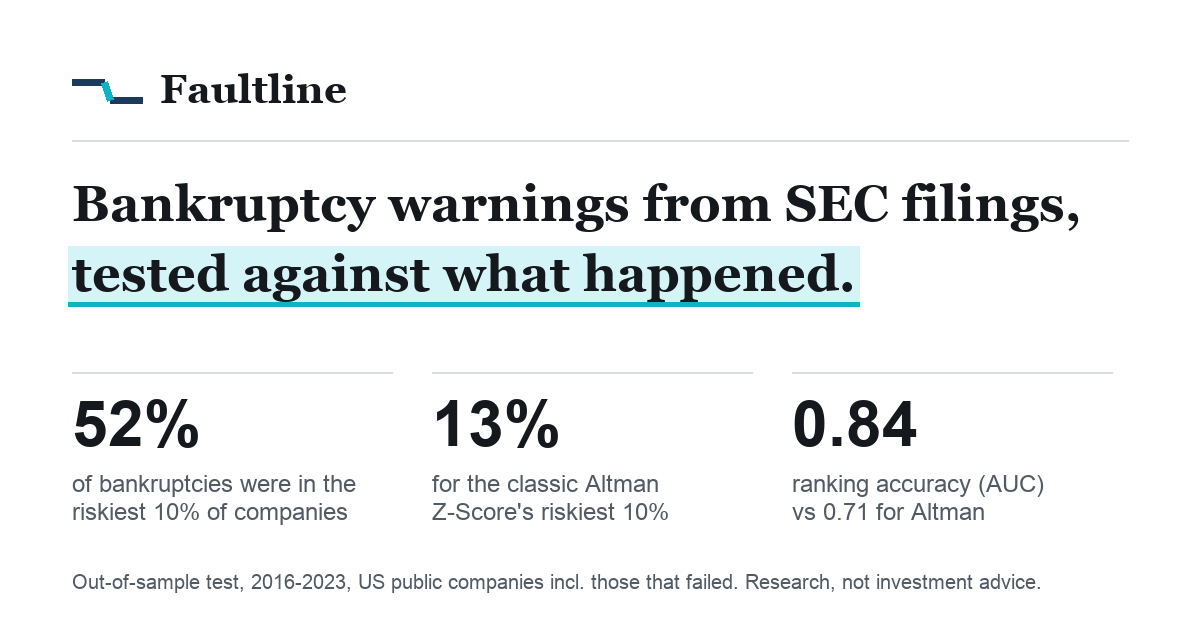 Faultline
Bankruptcy warnings from SEC filings,
tested against what happened.
52%
of bankruptcies were in the
riskiest 10% of companies
13%
for the classic Altman
Z-Score's riskiest 10%
0.84
ranking accuracy (AUC)
vs 0.71 for Altman
Out-of-sample test, 2016-2023, US public companies incl. those that failed. Research, not investment advice.